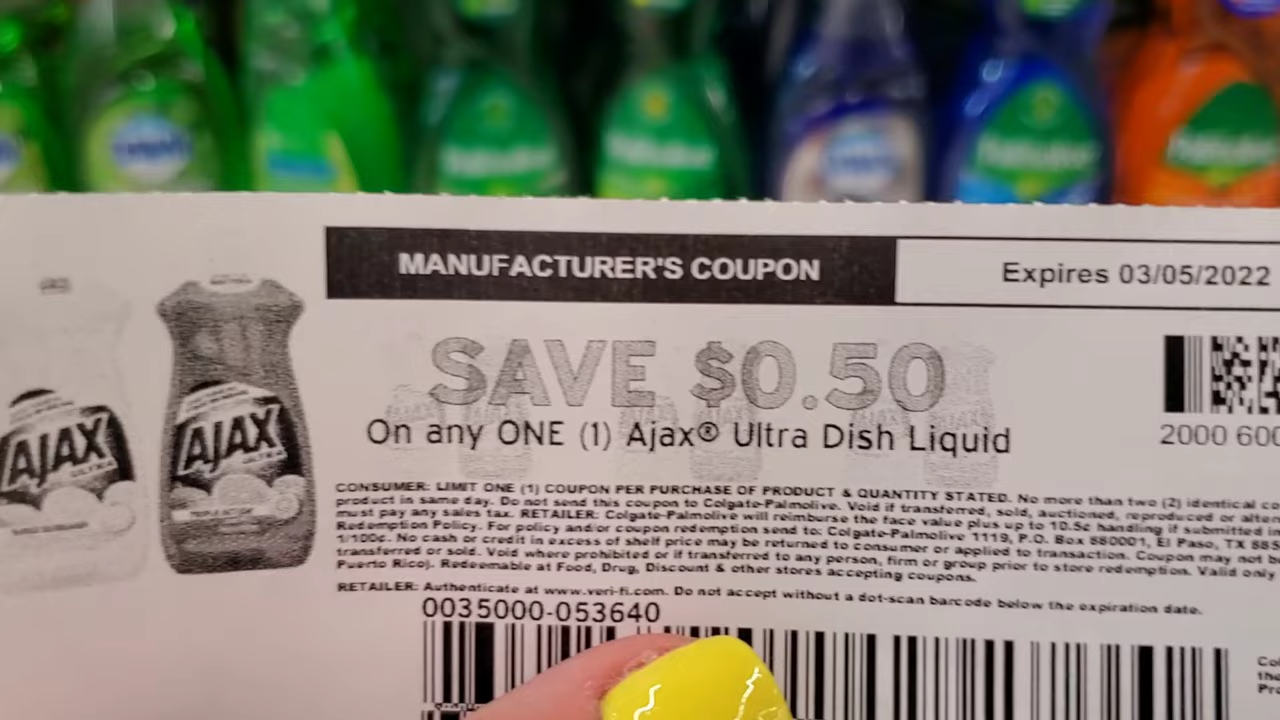 MANUFACTURER'S COUPON
Expires 03/05/2022
SAVE $0.50
On any ONE (1) Ajax® Ultra Dish Liquid
2000 600
AJAX
ULTRA
AJAX
ULTRA
CONSUMER: LIMIT ONE (1) COUPON PER PURCHASE OF PRODUCT & QUANTITY STATED. No more than two (2) identical co
product in same day. Do not send this coupon to Colgate-Palmolive. Void if transferred, sold, auctioned, reproduced or alter
must pay any sales tax. RETAILER: Colgate-Palmolive will reimburse the face value plus up to 10.5¢ handling if submitted in
Redemption Policy. For policy and/or coupon redemption send to: Colgate-Palmolive 1119, P.O. Box 880001, El Paso, TX 885
1/100¢. No cash or credit in excess of shelf price may be returned to consumer or applied to transaction. Coupon may not be
transferred or sold. Void where prohibited or if transferred to any person, firm or group prior to store redemption. Valid only
Puerto Rico). Redeemable at Food, Drug, Discount & other stores accepting coupons.
RETAILER: Authenticate at www.veri-fi.com. Do not accept without a dot-scan barcode below the expiration date.
0035000-053640
Col
the
Pro